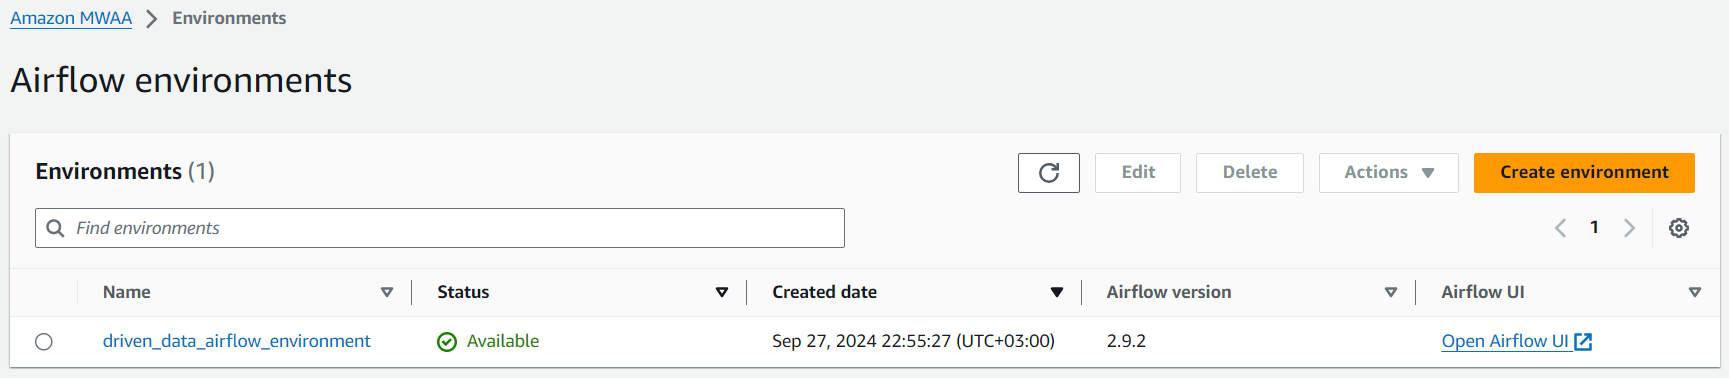 Amazon MWAA > Environments
Airflow environments
Environments (1)
Edit
Delete
Actions
Create environment
Find environments
1
Name Status Created date Airflow version Airflow UI
driven_data_airflow_environment Available Sep 27, 2024 22:55:27 (UTC+03:00) 2.9.2 Open Airflow UI